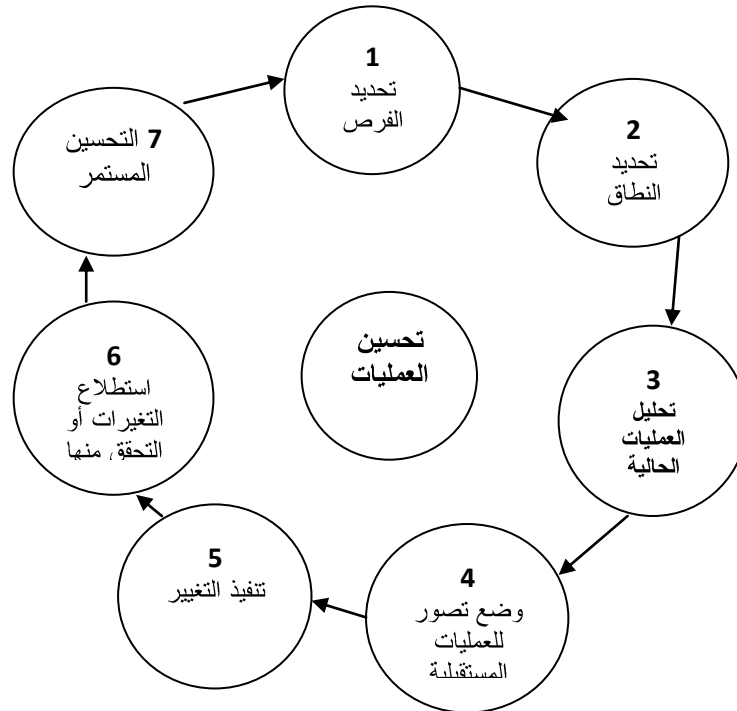 1
تحديد
الفرص
2
تحديد
النطاق
3
تحليل
العمليات
الحالية
4
وضع تصور
للعمليات
المستقبلية
5
تنفيذ التغيير
6
استطلاع
التغيرات أو
التحقق منها
7 التحسين
المستمر
تحسين
العمليات